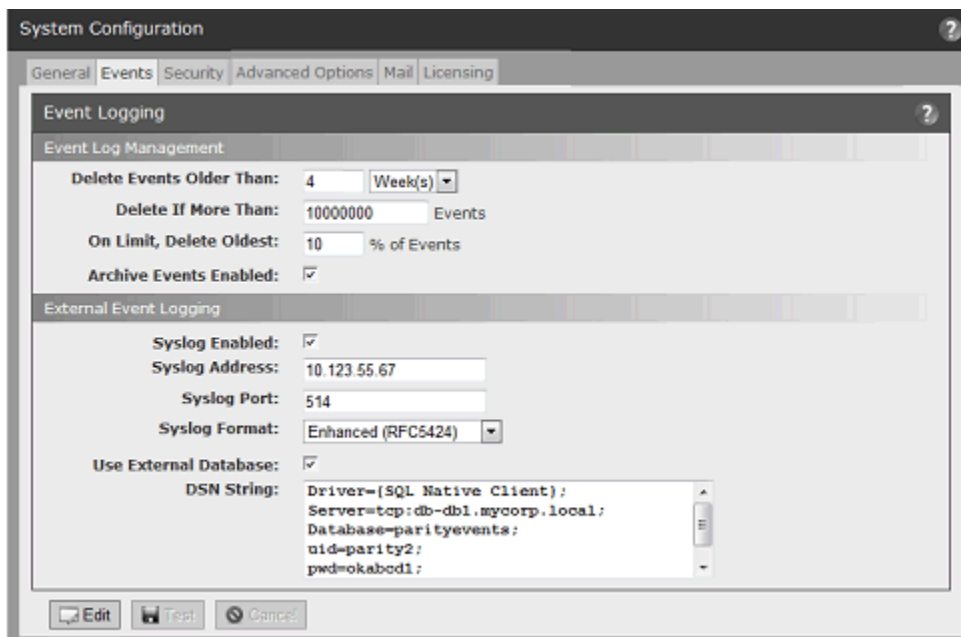 System Configuration
?
General Events Security Advanced Options Mail Licensing
Event Logging
?
Event Log Management
Delete Events Older Than: 4 Week(s)
Delete If More Than: 10000000 Events
On Limit, Delete Oldest: 10 % of Events
Archive Events Enabled:
External Event Logging
Syslog Enabled:
Syslog Address: 10.123.55.67
Syslog Port: 514
Syslog Format: Enhanced (RFC5424)
Use External Database:
DSN String: Driver={SQL Native Client};
Server=tcp:db-db1.mycorp.local;
Database=parityevents;
uid=parity2;
pwd=okabcd1;
Edit Test Cancel